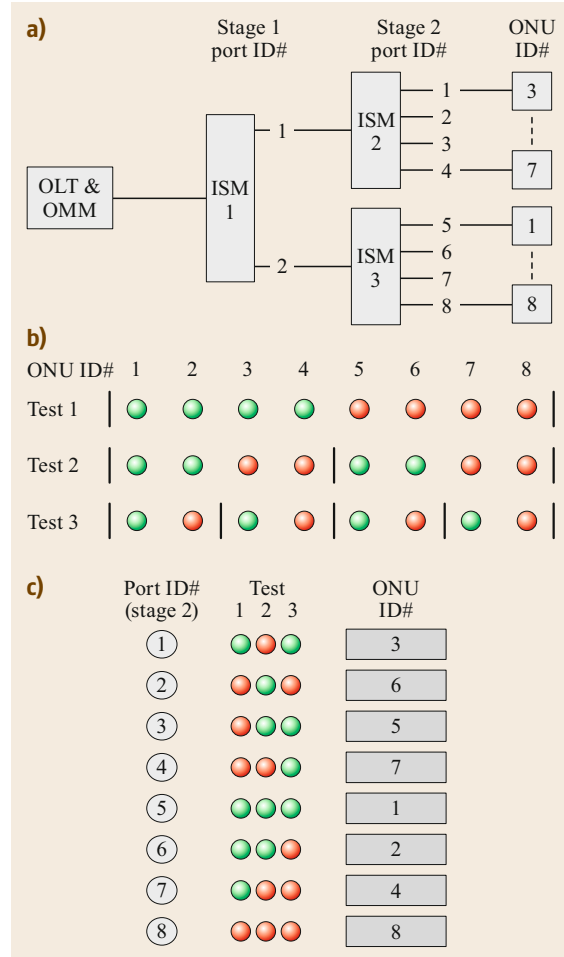 a)
Stage 1 port ID#
Stage 2 port ID#
ONU ID#
OLT & OMM
ISM 1
1
2
ISM 2
1
2
3
4
3
7
ISM 3
5
6
7
8
1
8
b)
ONU ID# 1 2 3 4 5 6 7 8
Test 1
Test 2
Test 3
c)
Port ID# (stage 2)
Test
1 2 3
ONU ID#
1 3
2 6
3 5
4 7
5 1
6 2
7 4
8 8